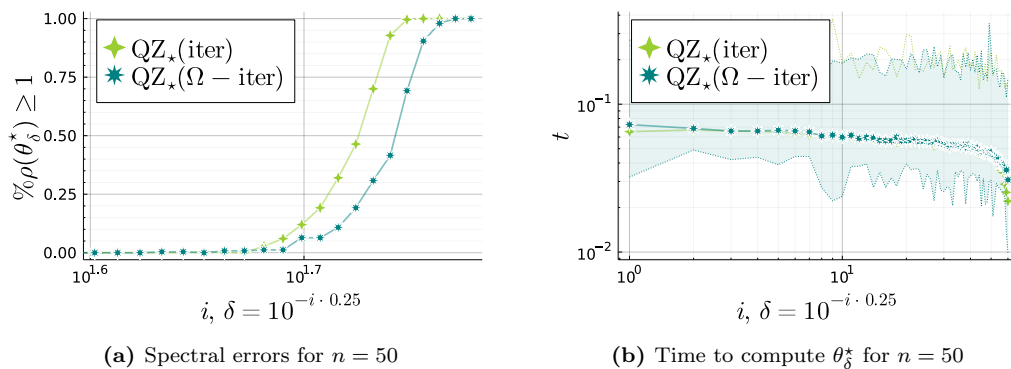 %ρ(θ⋆δ) ≥ 1
1.00
0.75
0.50
0.25
0.00
QZ⋆(iter)
QZ⋆(Ω − iter)
10^1.6
10^1.7
i, δ = 10^−i · 0.25
(a) Spectral errors for n = 50
t
10^−1
10^−2
QZ⋆(iter)
QZ⋆(Ω − iter)
10^0
10^1
i, δ = 10^−i · 0.25
(b) Time to compute θ⋆δ for n = 50